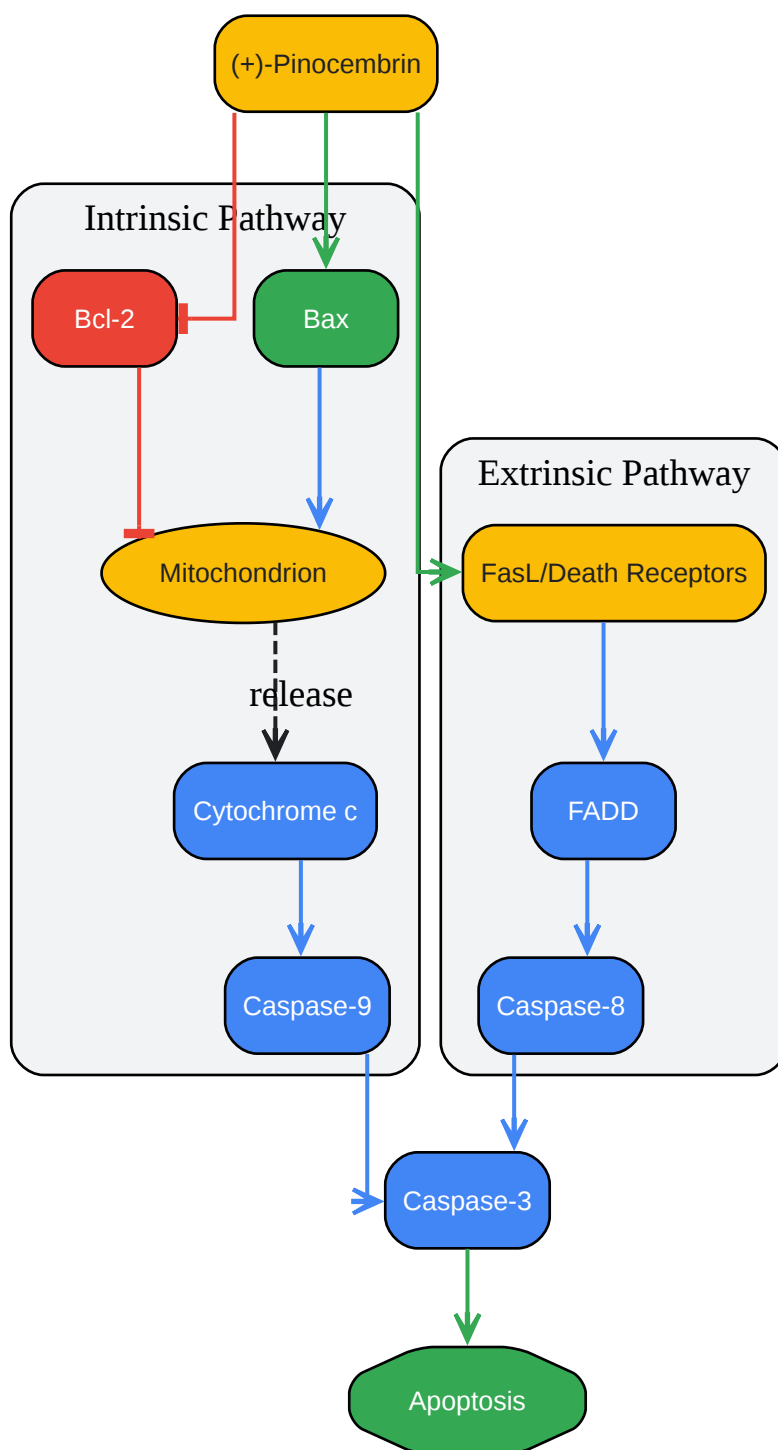 (+)-Pinocembrin
Intrinsic Pathway
Bcl-2
Bax
Extrinsic Pathway
Mitochondrion
FasL/Death Receptors
release
Cytochrome c
FADD
Caspase-9
Caspase-8
Caspase-3
Apoptosis